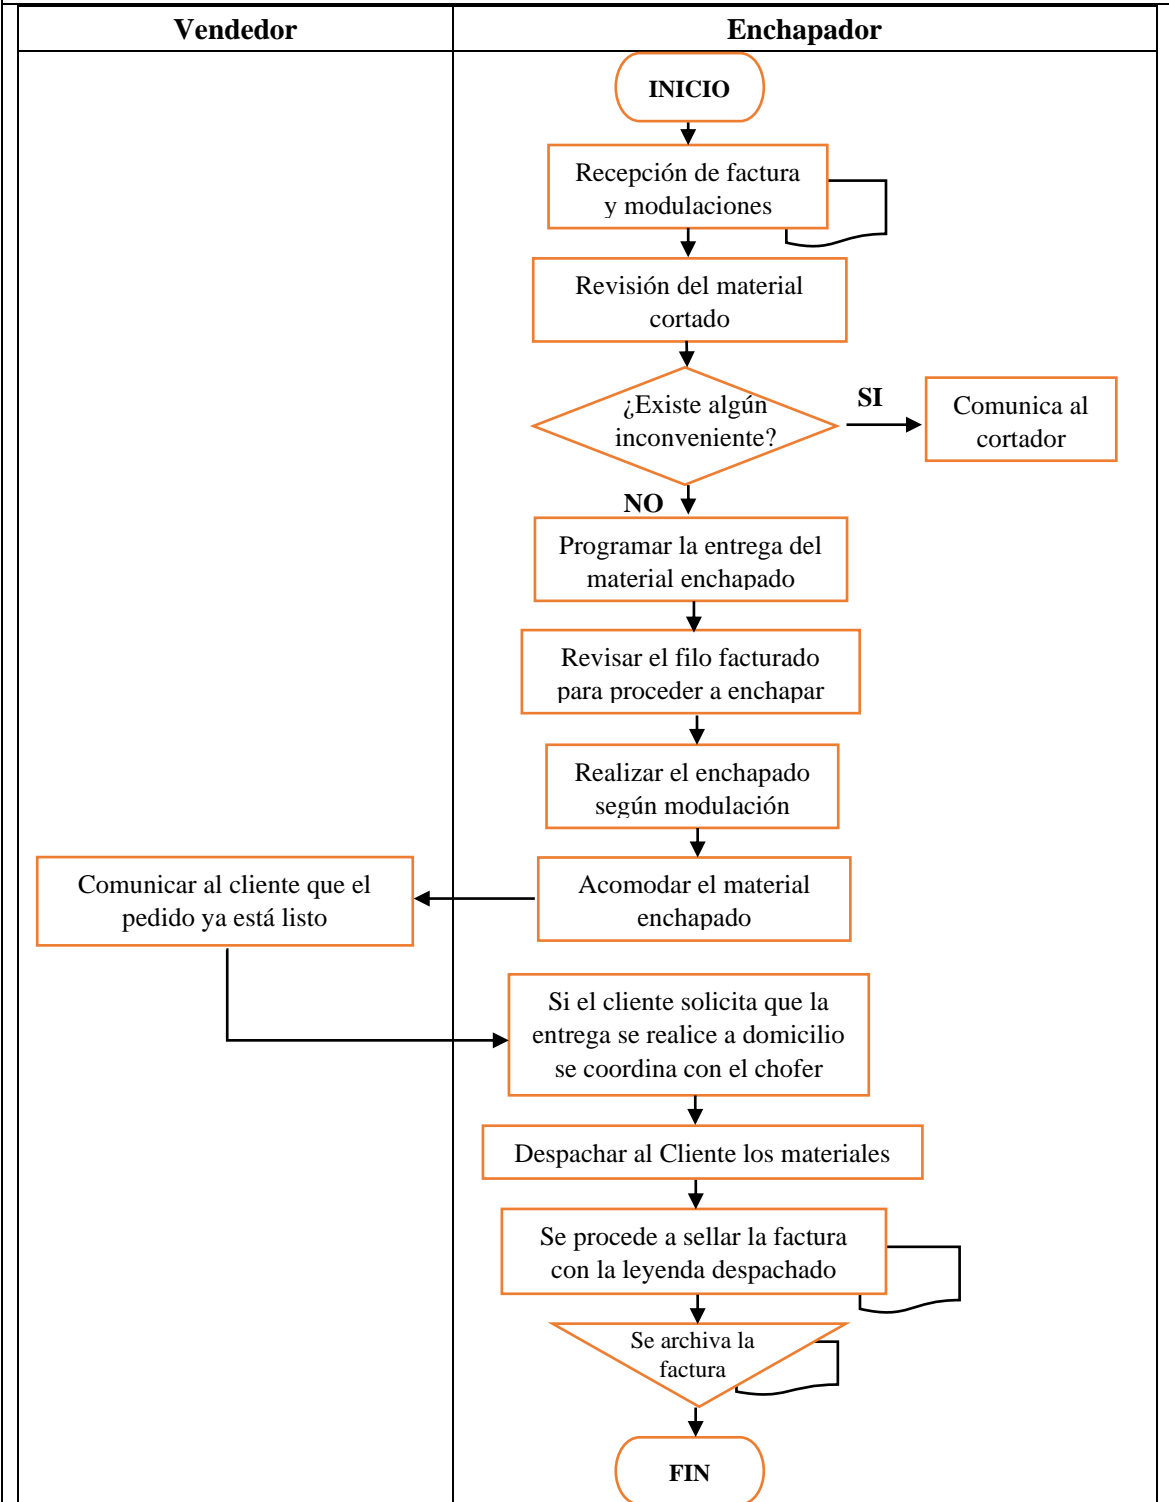 Vendedor
Enchapador
INICIO
Recepción de factura
y modulaciones
Revisión del material
cortado
¿Existe algún
inconveniente?
SI
Comunica al
cortador
NO
Programar la entrega del
material enchapado
Revisar el filo facturado
para proceder a enchapar
Realizar el enchapado
según modulación
Acomodar el material
enchapado
Comunicar al cliente que el
pedido ya está listo
Si el cliente solicita que la
entrega se realice a domicilio
se coordina con el chofer
Despachar al Cliente los materiales
Se procede a sellar la factura
con la leyenda despachado
Se archiva la
factura
FIN